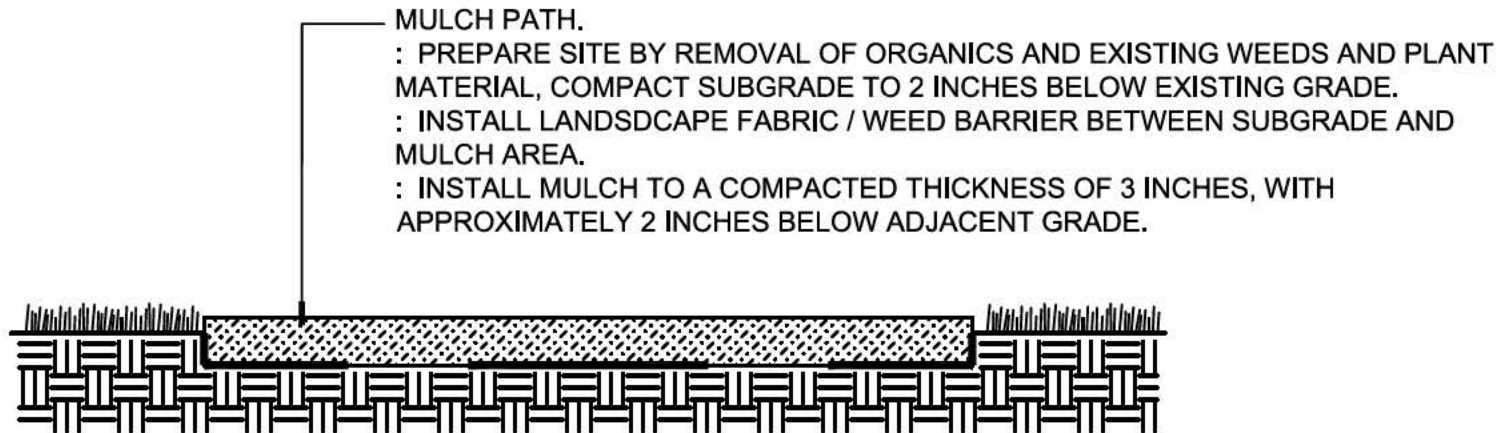 MULCH PATH.
: PREPARE SITE BY REMOVAL OF ORGANICS AND EXISTING WEEDS AND PLANT
MATERIAL, COMPACT SUBGRADE TO 2 INCHES BELOW EXISTING GRADE.
: INSTALL LANDSDCAPE FABRIC / WEED BARRIER BETWEEN SUBGRADE AND
MULCH AREA.
: INSTALL MULCH TO A COMPACTED THICKNESS OF 3 INCHES, WITH
APPROXIMATELY 2 INCHES BELOW ADJACENT GRADE.